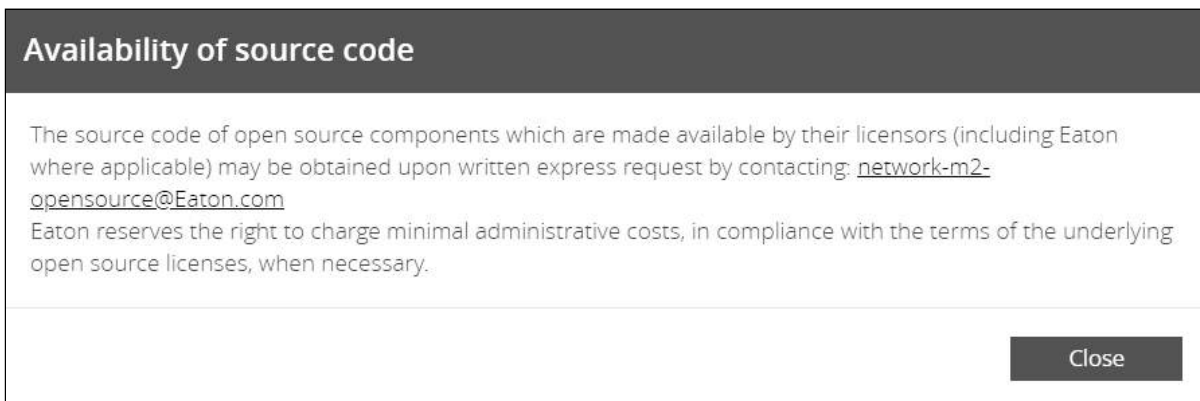 Availability of source code
The source code of open source components which are made available by their licensors (including Eaton
where applicable) may be obtained upon written express request by contacting: network-m2-
opensource@Eaton.com
Eaton reserves the right to charge minimal administrative costs, in compliance with the terms of the underlying
open source licenses, when necessary.
Close